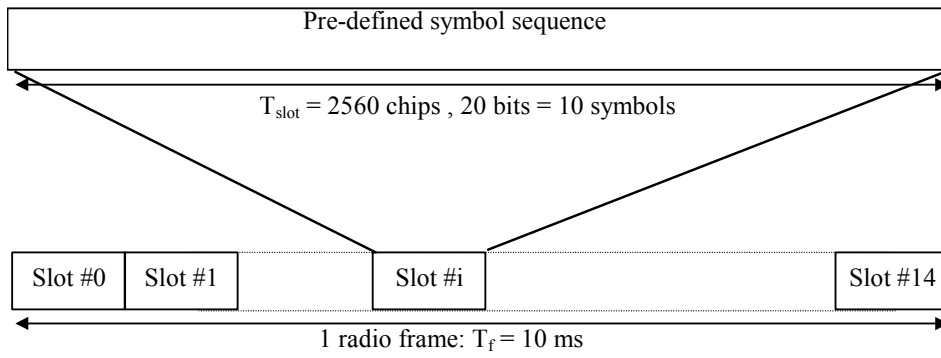 Pre-defined symbol sequence
T_slot = 2560 chips , 20 bits = 10 symbols
Slot #0 Slot #1 Slot #i Slot #14
1 radio frame: T_f = 10 ms